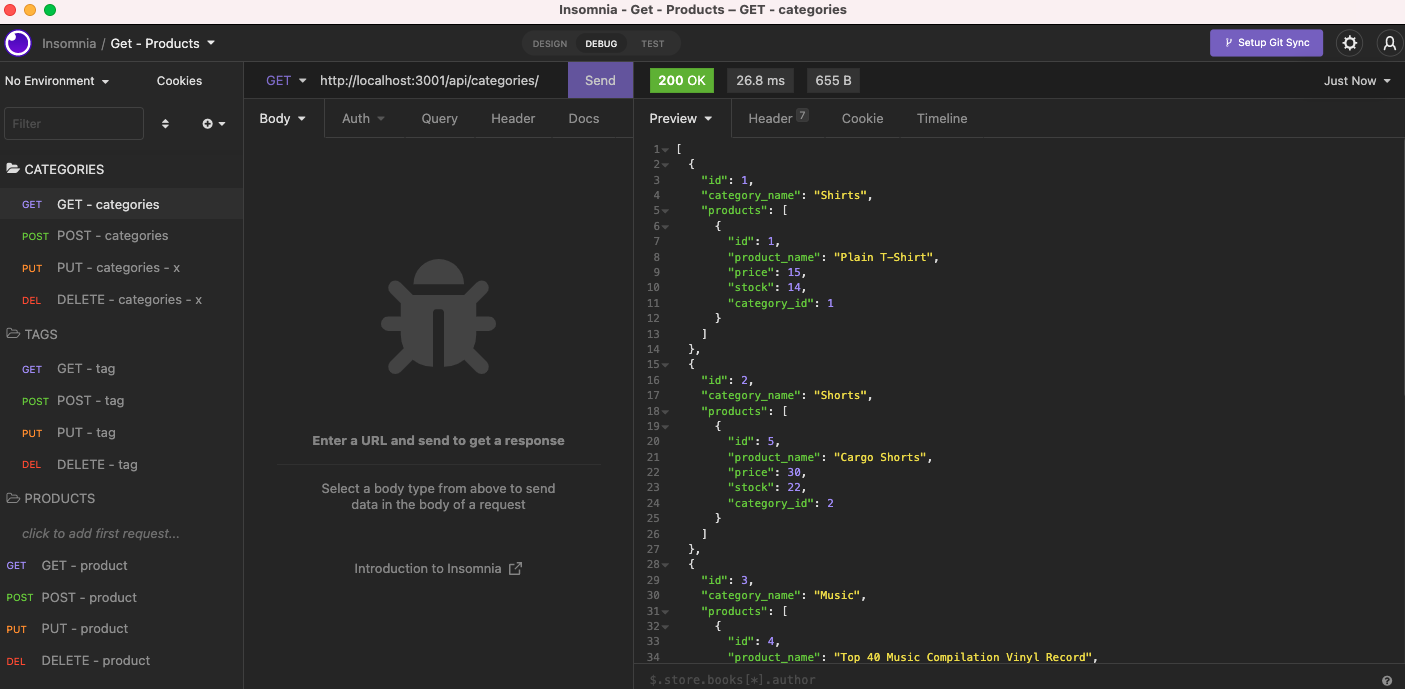 Insomnia - Get - Products – GET - categories
Insomnia / Get - Products
DESIGN DEBUG TEST
Setup Git Sync
No Environment Cookies
GET http://localhost:3001/api/categories/ Send
200 OK 26.8 ms 655 B Just Now
Filter
Body Auth Query Header Docs
Preview Header 7 Cookie Timeline
CATEGORIES
GET GET - categories
POST POST - categories
PUT PUT - categories - x
DEL DELETE - categories - x
TAGS
GET GET - tag
POST POST - tag
PUT PUT - tag
DEL DELETE - tag
PRODUCTS
click to add first request...
GET GET - product
POST POST - product
PUT PUT - product
DEL DELETE - product
Enter a URL and send to get a response
Select a body type from above to send
data in the body of a request
Introduction to Insomnia
1 [
2 {
3 "id": 1,
4 "category_name": "Shirts",
5 "products": [
6 {
7 "id": 1,
8 "product_name": "Plain T-Shirt",
9 "price": 15,
10 "stock": 14,
11 "category_id": 1
12 }
13 ]
14 },
15 {
16 "id": 2,
17 "category_name": "Shorts",
18 "products": [
19 {
20 "id": 5,
21 "product_name": "Cargo Shorts",
22 "price": 30,
23 "stock": 22,
24 "category_id": 2
25 }
26 ]
27 },
28 {
29 "id": 3,
30 "category_name": "Music",
31 "products": [
32 {
33 "id": 4,
34 "product_name": "Top 40 Music Compilation Vinyl Record",
$.store.books[*].author